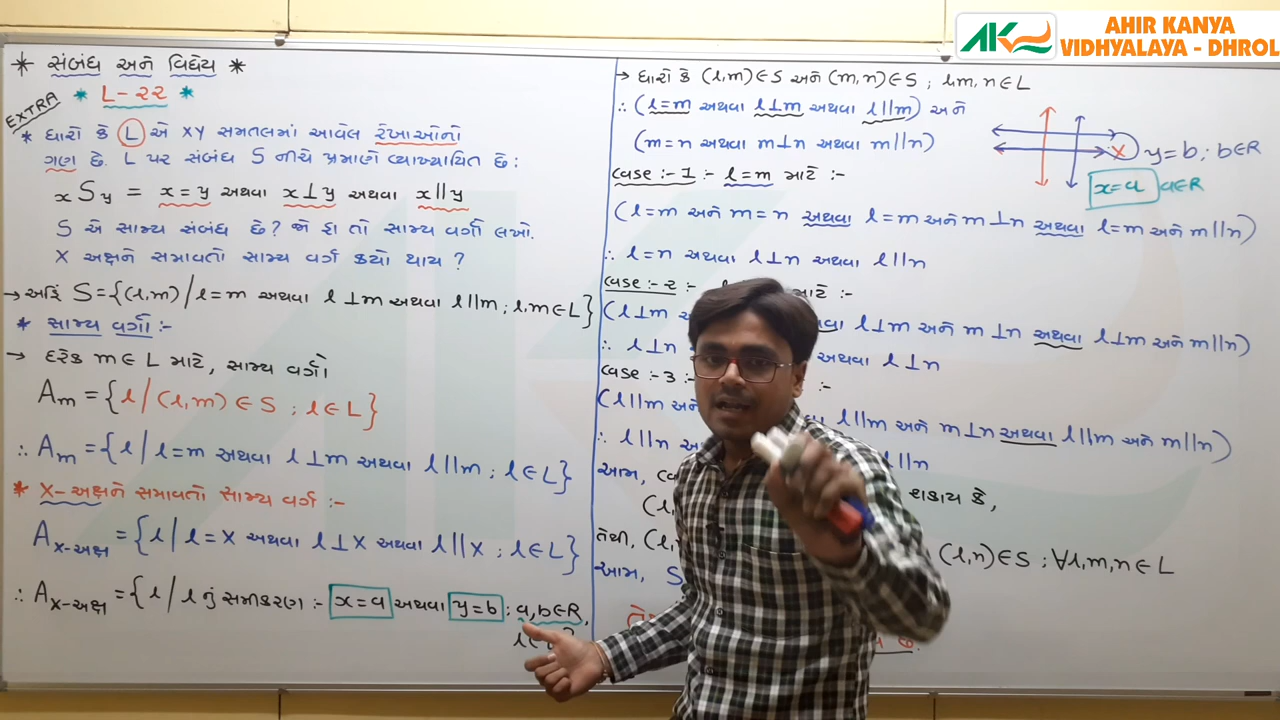 AHIR KANYA
VIDHYALAYA - DHROL
* સંબંધ અને વિધેય *
EXTRA * L-૨૨ *
* ધારો કે L એ XY સમતલમાં આવેલ રેખાઓનો
ગણ છે. L પર સંબંધ S નીચે પ્રમાણે વ્યાખ્યાયિત છે :
xSy = x=y અથવા x⊥y અથવા x||y
S એ સામ્ય સંબંધ છે? જો હા તો સામ્ય વર્ગો લખો.
X અક્ષને સમાવતો સામ્ય વર્ગ કયો થાય ?
→ અહિં S={(l,m)/l=m અથવા l⊥m અથવા l||m ; l,m∈L}
* સામ્ય વર્ગો :-
→ દરેક m∈L માટે, સામ્ય વર્ગો
Am = {l/(l,m)∈S ; l∈L}
∴ Am = {l/l=m અથવા l⊥m અથવા l||m ; l∈L}
* X-અક્ષને સમાવતો સામ્ય વર્ગ :-
AX-અક્ષ = {l/l=X અથવા l⊥X અથવા l||X ; l∈L}
∴ AX-અક્ષ = {l/l નું સમીકરણ :- x=a અથવા y=b ; a,b∈R,
→ ધારો કે (l,m)∈S અને (m,n)∈S ; l,m,n∈L
∴ (l=m અથવા l⊥m અથવા l||m) અને
(m=n અથવા m⊥n અથવા m||n)
X y=b ; b∈R
x=a a∈R
case :- 1 :- l=m માટે :-
(l=m અને m=n અથવા l=m અને m⊥n અથવા l=m અને m||n)
∴ l=n અથવા l⊥n અથવા l||n
case :- ૨ :- માટે :-
(l⊥m l⊥m અને m⊥n અથવા l⊥m અને m||n)
∴ l⊥n અથવા l⊥n
case :- 3 :- :-
(l||m અને l||m અને m⊥n અથવા l||m અને m||n)
∴ l||n l||n
આમ, શકાય કે,
તેથી, (l, (l,n)∈S ; ∀l,m,n∈L
આમ, S
છે.